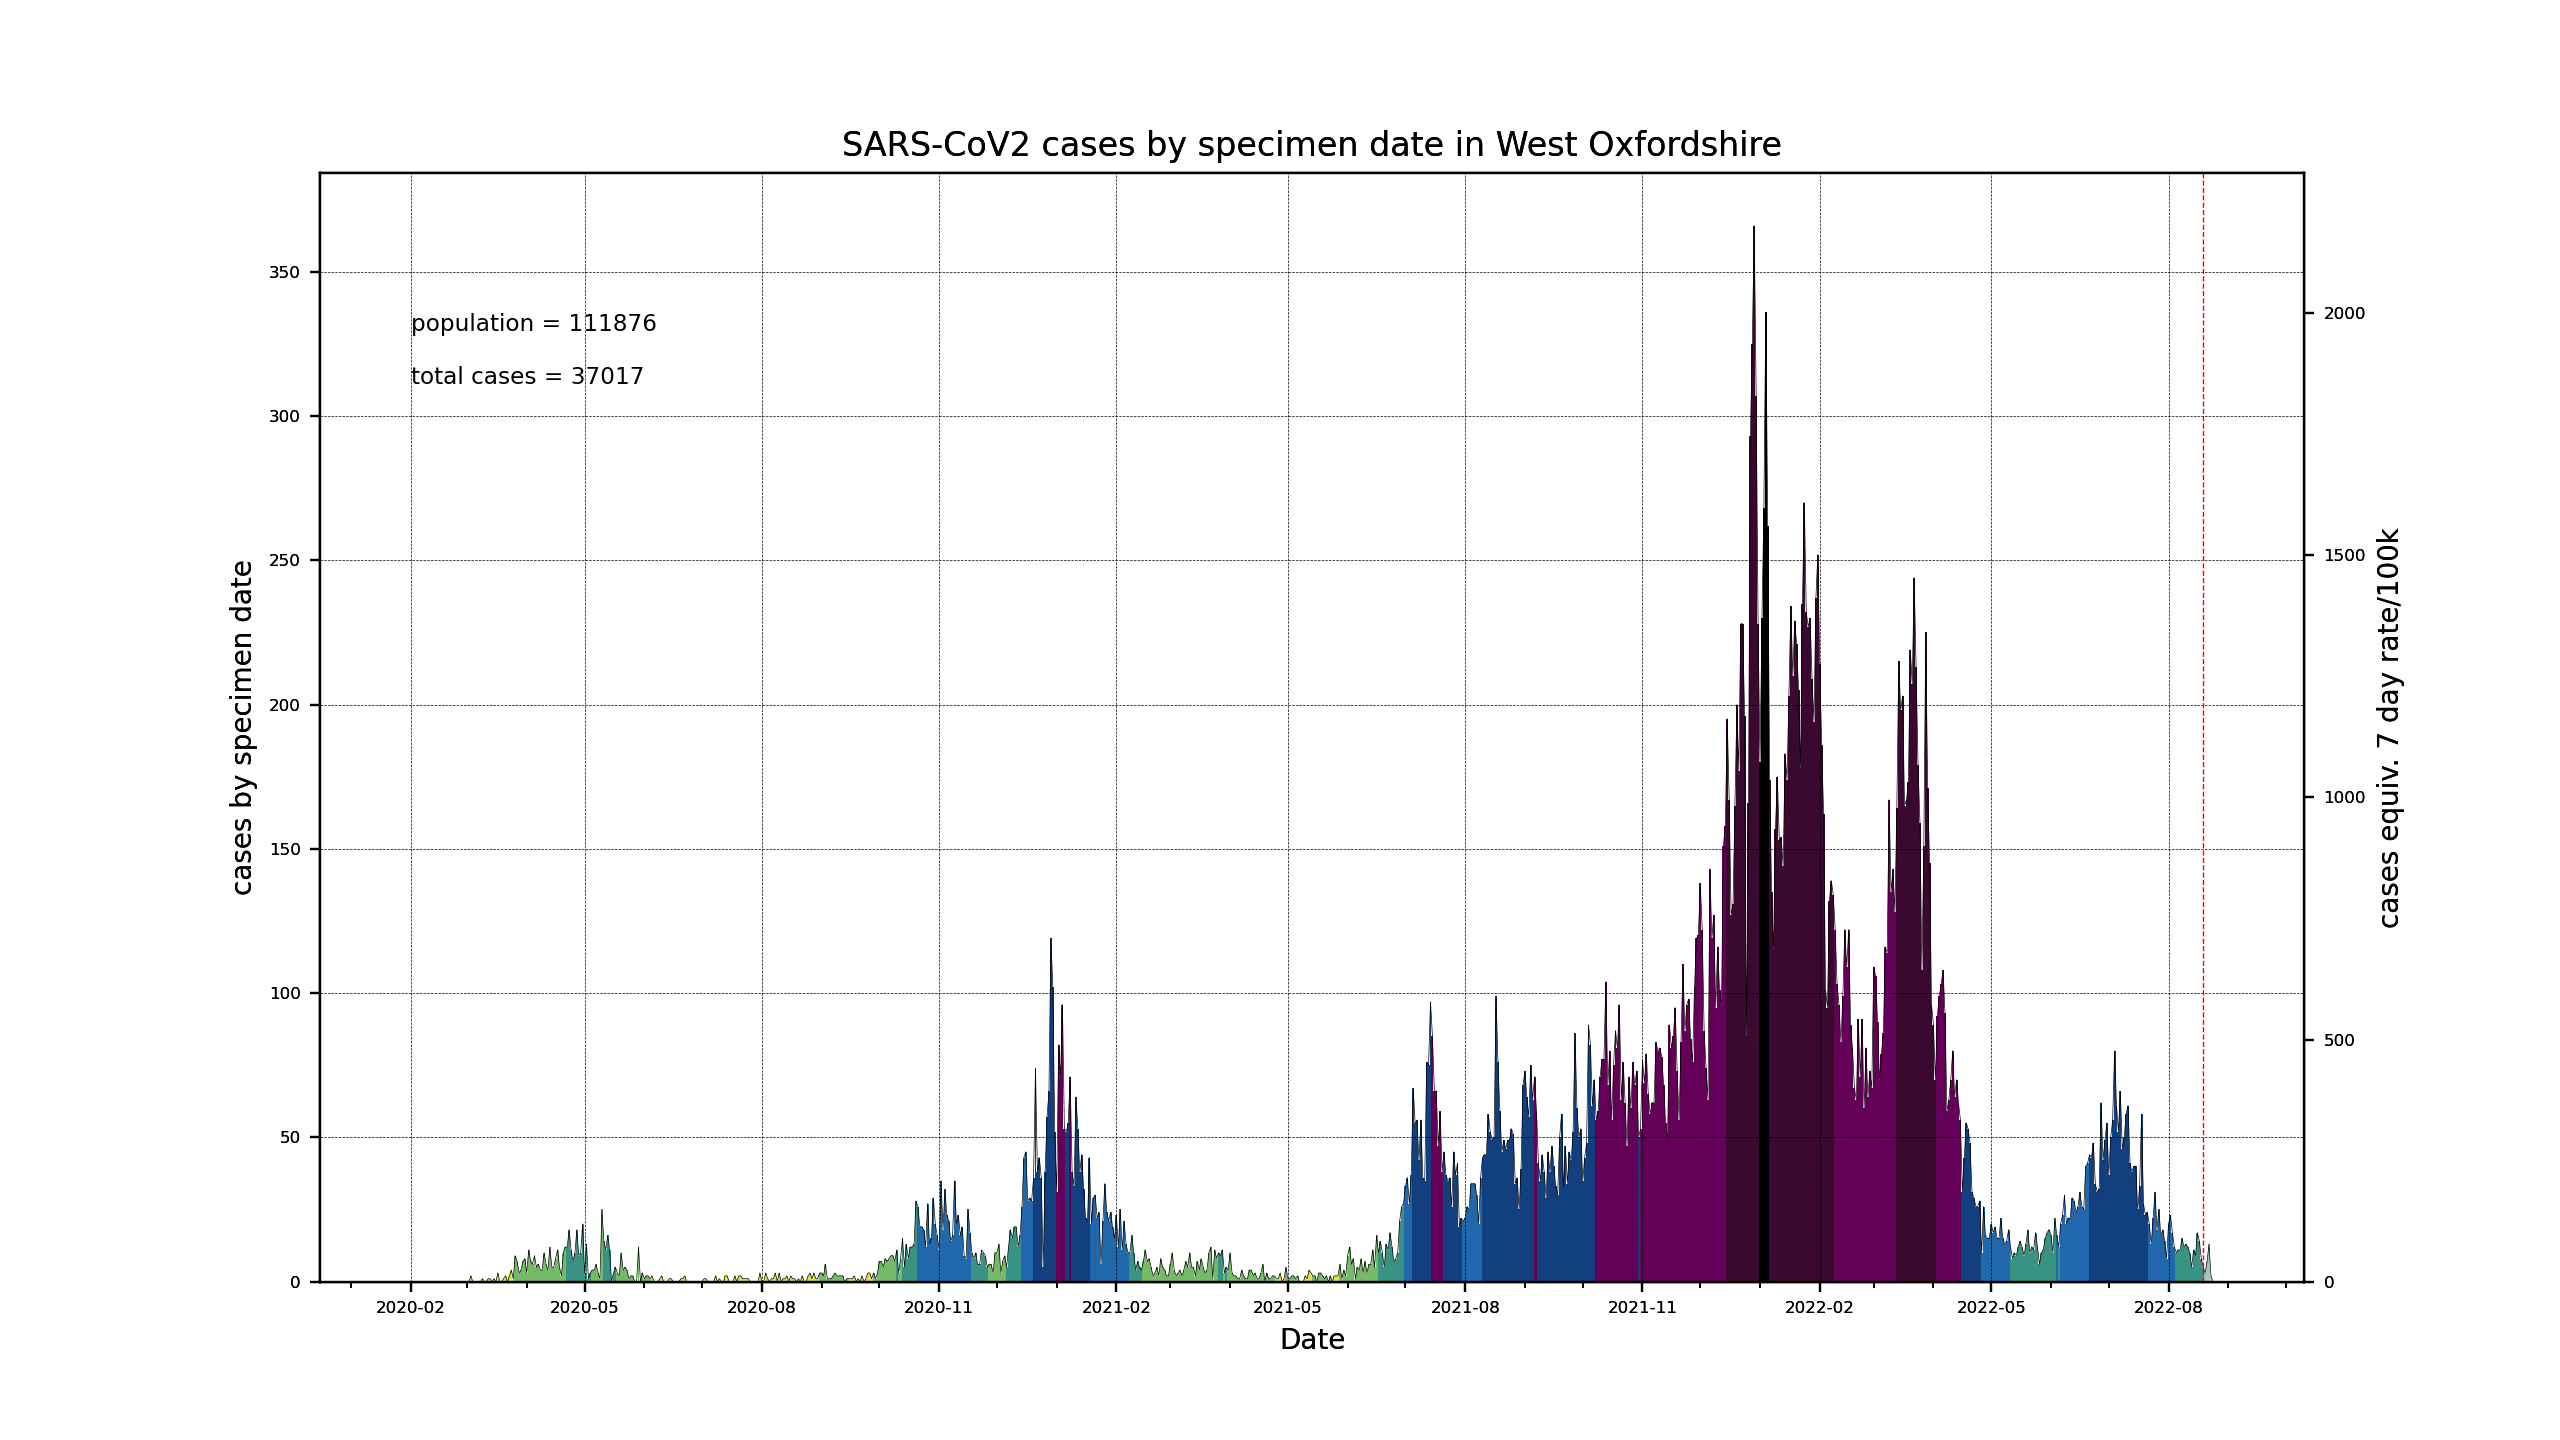 SARS-CoV2 cases by specimen date in West Oxfordshire
population = 111876
total cases = 37017
cases by specimen date
350
300
250
200
150
100
50
0
2000
1500
1000
500
0
cases equiv. 7 day rate/100k
2020-02 2020-05 2020-08 2020-11 2021-02 2021-05 2021-08 2021-11 2022-02 2022-05 2022-08
Date